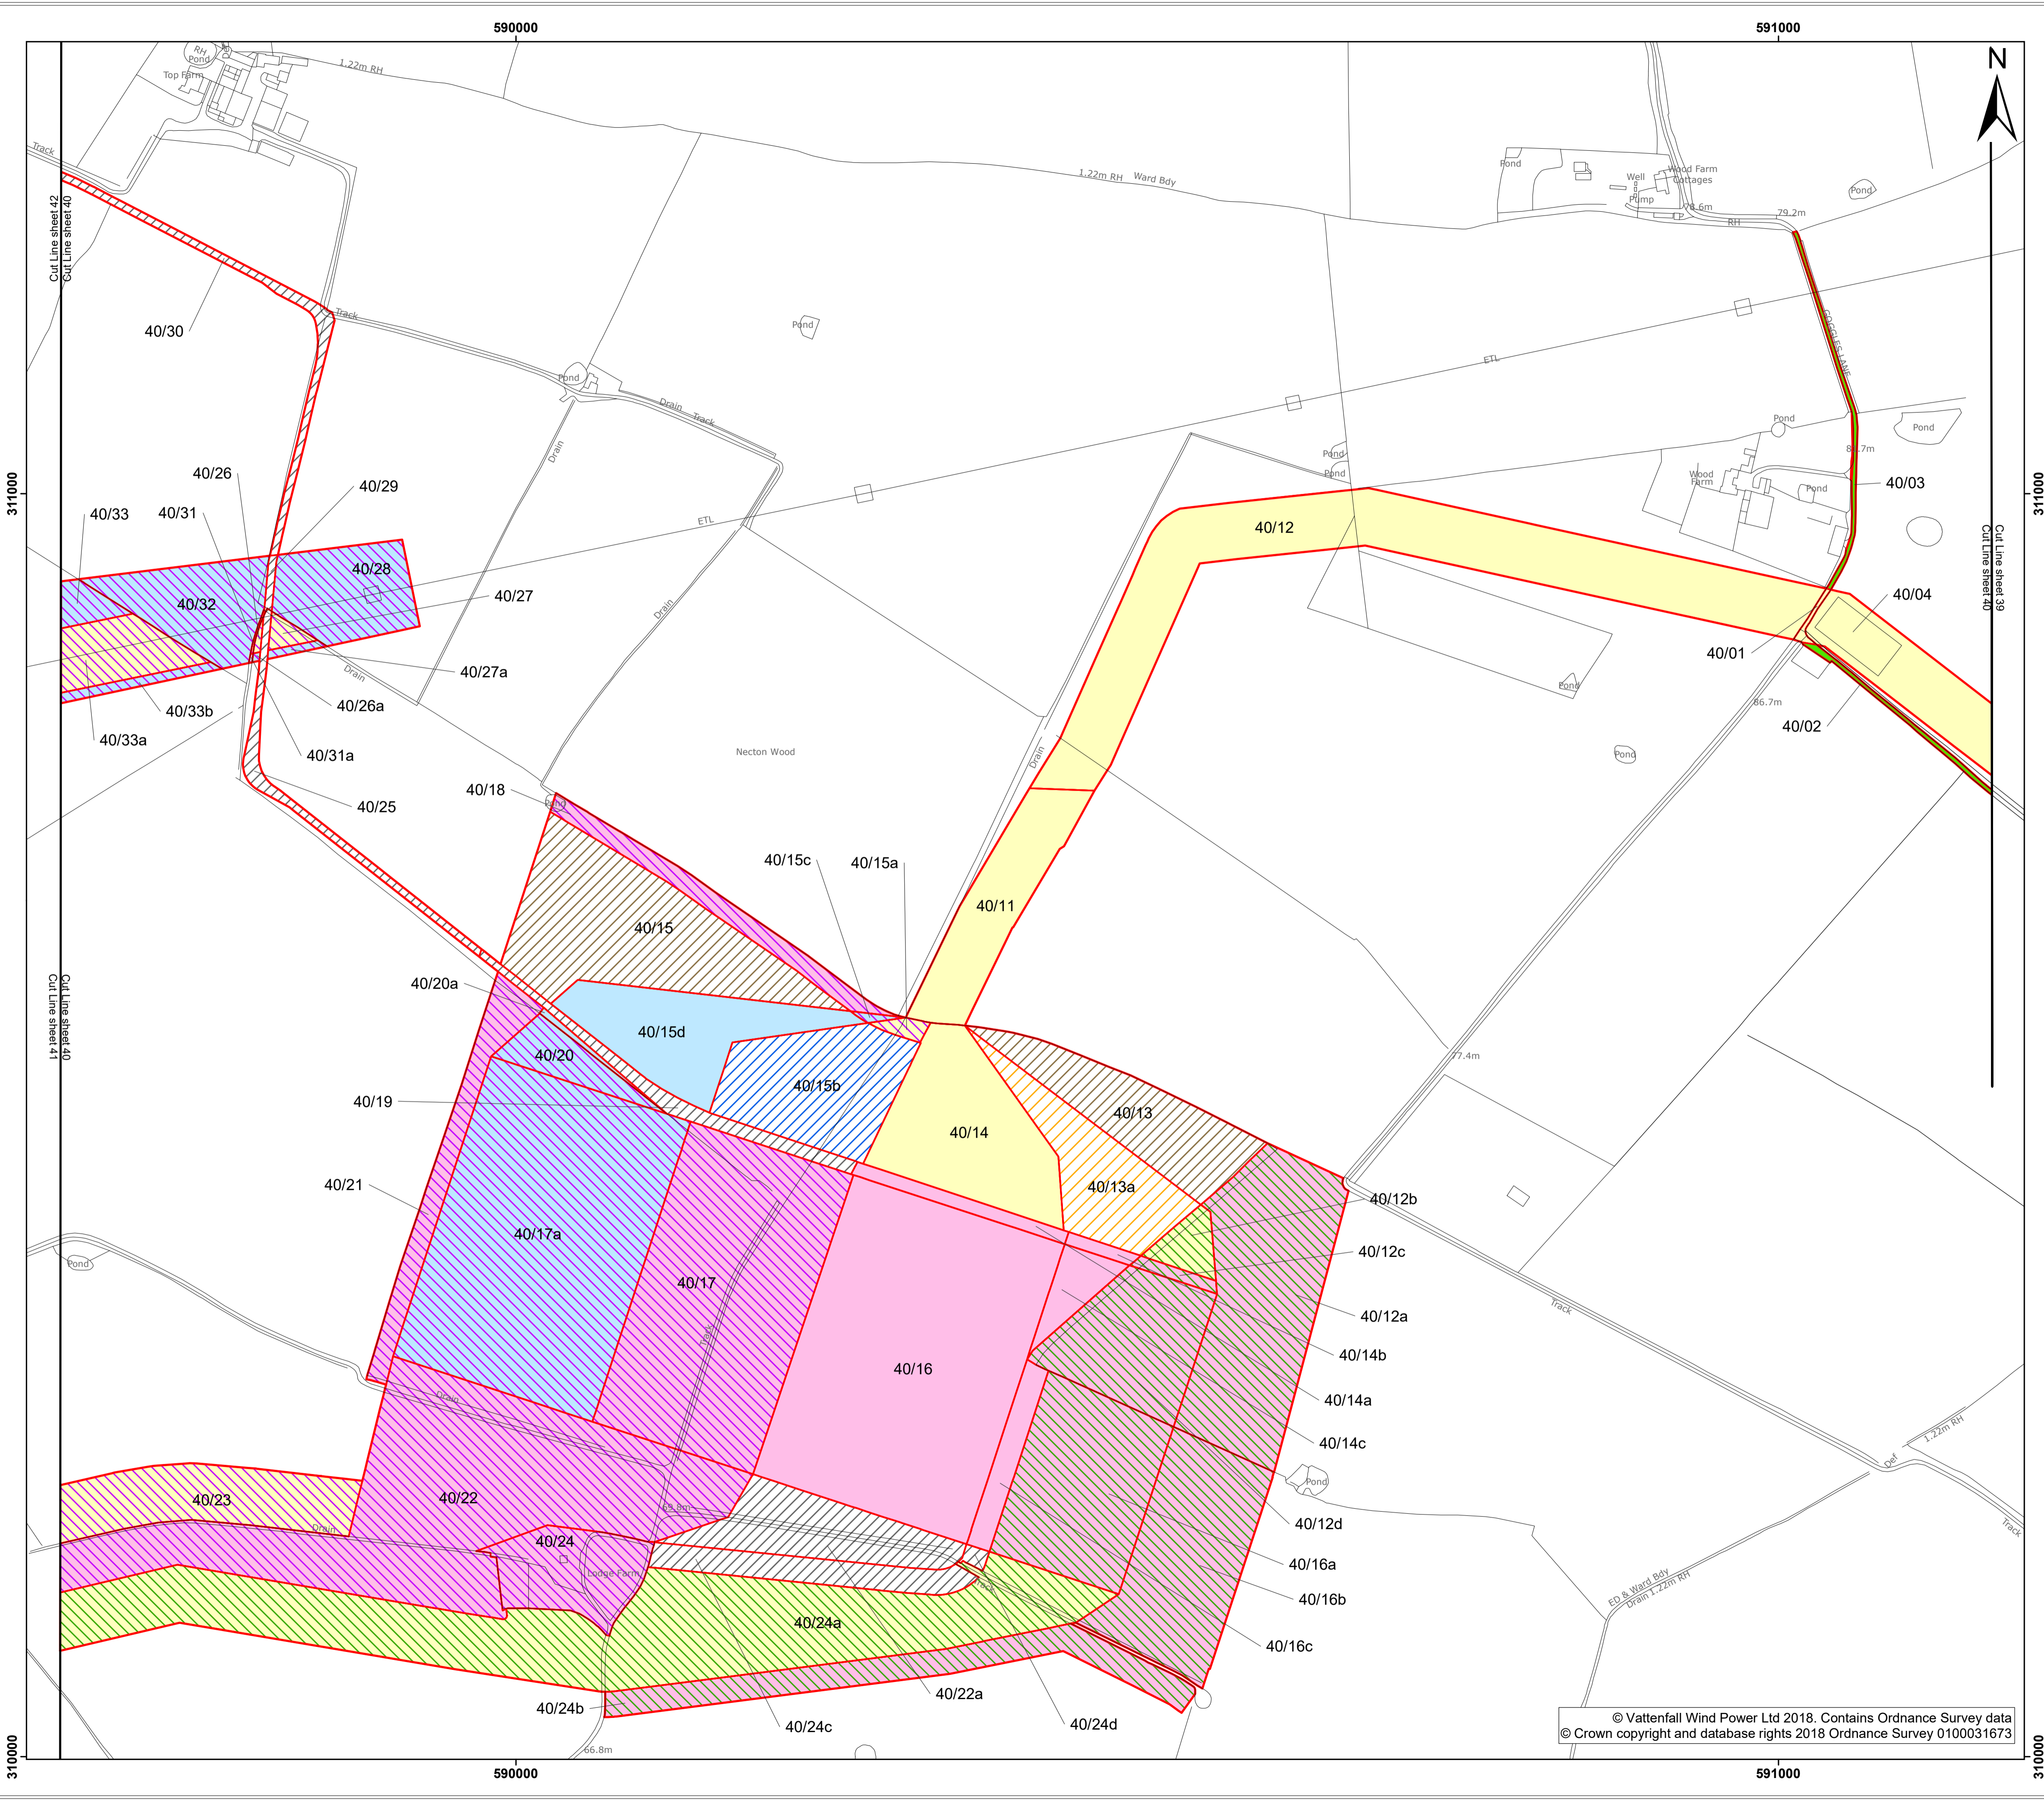 590000
591000
N
RH
Pond
Top Farm
1.22m RH
Track
Cut Line sheet 42
Cut Line sheet 40
40/30
Track
Pond
Pond
Drain
Track
Drain
1.22m RH
Ward Bdy
Pond
Well
Pump
Wood Farm
Cottages
78.6m
79.2m
RH
Pond
GOGGLES LANE
ETL
311000
311000
40/26
40/29
40/33
40/31
40/28
40/32
40/27
40/27a
40/26a
40/33b
40/33a
40/31a
40/25
Drain
Drain
ETL
Pond
Pond
40/12
Wood
Farm
Pond
Pond
Pond
40/03
40/04
40/01
40/02
86.7m
Cut Line sheet 39
Cut Line sheet 40
Pond
Pond
Necton Wood
Drain
40/18
Pond
40/15c
40/15a
40/11
40/15
40/20a
40/15d
40/20
40/15b
40/19
40/14
40/13
40/13a
77.4m
Cut Line sheet 40
Cut Line sheet 41
40/21
40/17a
40/17
Track
40/16
40/12b
40/12c
40/12a
40/14b
40/14a
40/14c
40/12d
40/16a
40/16b
40/16c
Track
Pond
Drain
Pond
Def
1.22m RH
Track
ED & Ward Bdy
Drain 1.22m RH
40/23
Drain
40/22
40/24
Lodge Farm
Track
40/24a
40/22a
40/24b
40/24c
40/24d
66.8m
© Vattenfall Wind Power Ltd 2018. Contains Ordnance Survey data
© Crown copyright and database rights 2018 Ordnance Survey 0100031673
310000
310000
590000
591000